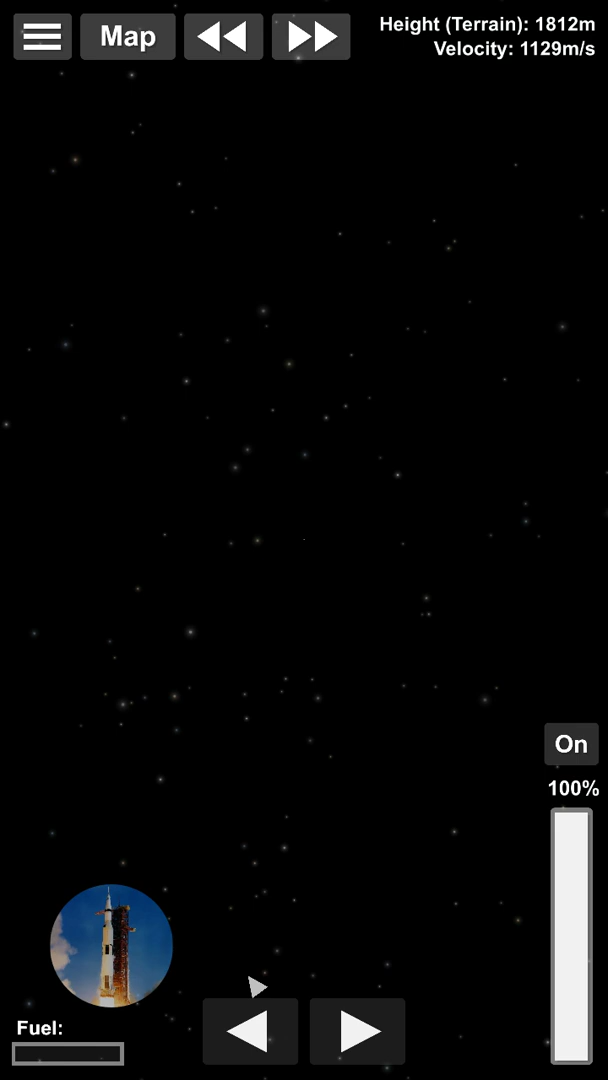 Map
Height (Terrain): 1812m
Velocity: 1129m/s
On
100%
Fuel: